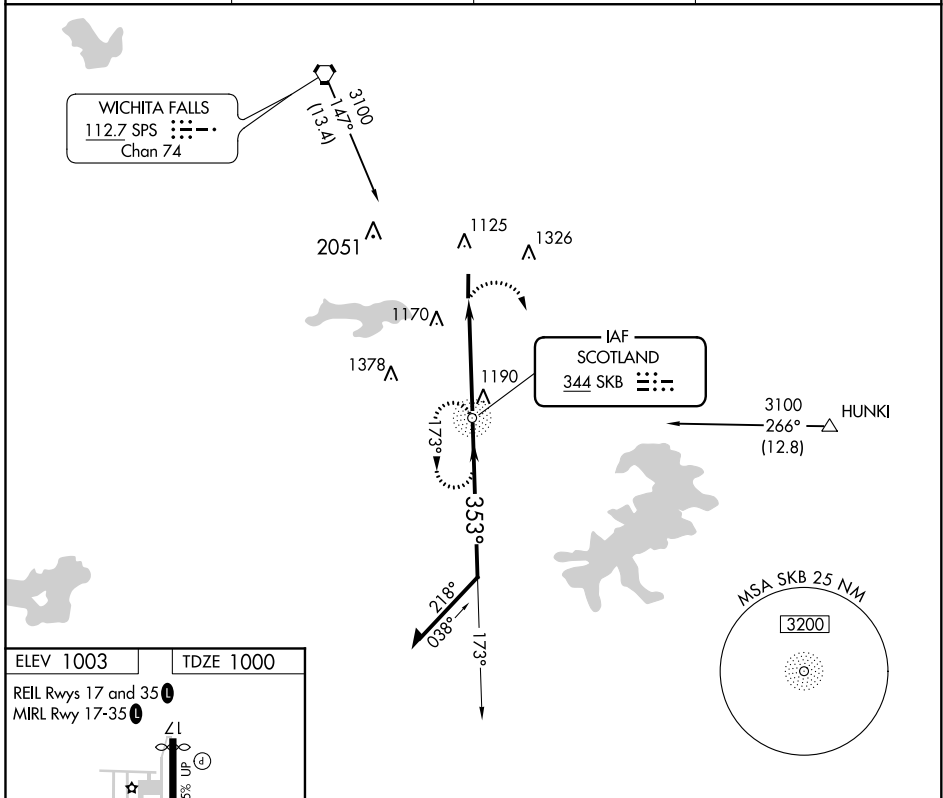 WICHITA FALLS
112.7 SPS
Chan 74
3100
147°
(13.4)
2051
1125
1326
1170
1378
1190
IAF
SCOTLAND
344 SKB
3100
266°
(12.8)
HUNKI
173°
353°
218°
038°
173°
MSA SKB 25 NM
3200
ELEV 1003
TDZE 1000
REIL Rwys 17 and 35 L
MIRL Rwy 17-35 L
17
P
5% UP